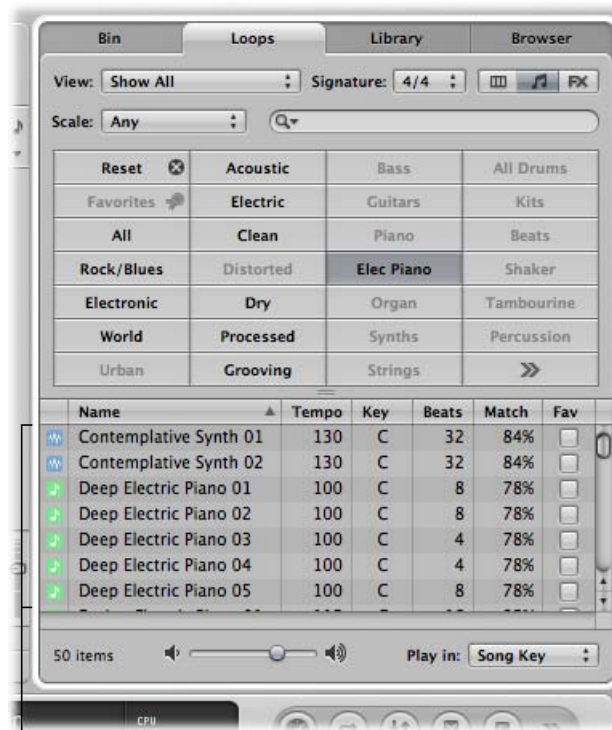 Bin Loops Library Browser
View: Show All Signature: 4/4 FX
Scale: Any
Reset Acoustic Bass All Drums
Favorites Electric Guitars Kits
All Clean Piano Beats
Rock/Blues Distorted Elec Piano Shaker
Electronic Dry Organ Tambourine
World Processed Synths Percussion
Urban Grooving Strings
Name Tempo Key Beats Match Fav
Contemplative Synth 01 130 C 32 84%
Contemplative Synth 02 130 C 32 84%
Deep Electric Piano 01 100 C 8 78%
Deep Electric Piano 02 100 C 8 78%
Deep Electric Piano 03 100 C 4 78%
Deep Electric Piano 04 100 C 4 78%
Deep Electric Piano 05 100 C 8 78%
50 items Play in: Song Key
CPU